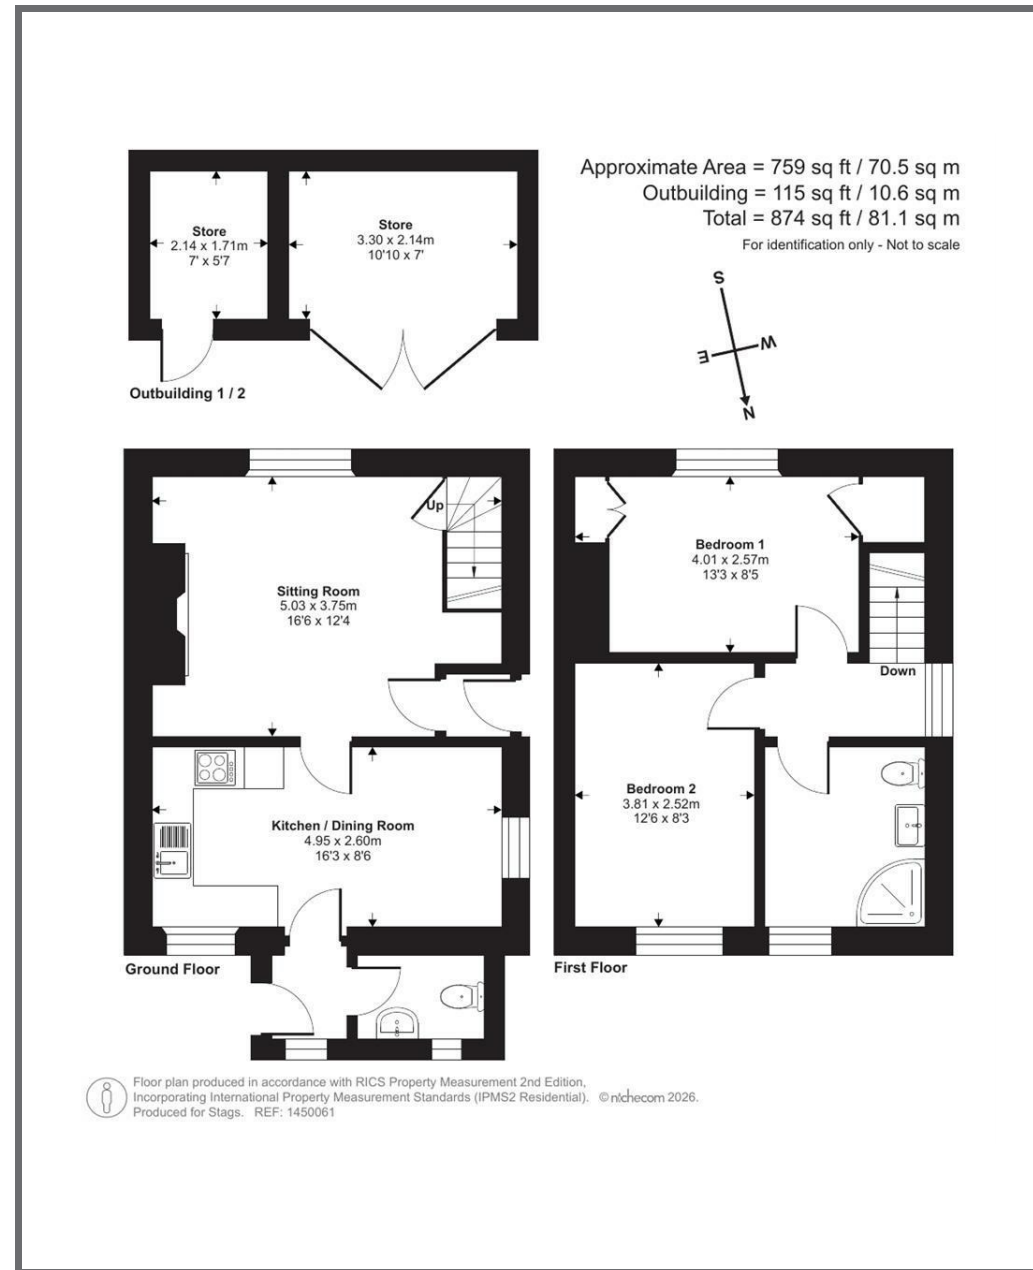 Approximate Area = 759 sq ft / 70.5 sq m
Outbuilding = 115 sq ft / 10.6 sq m
Total = 874 sq ft / 81.1 sq m
For identification only - Not to scale
Store
2.14 x 1.71m
7' x 5'7
Store
3.30 x 2.14m
10'10 x 7'
Outbuilding 1 / 2
S
E
W
N
Up
Sitting Room
5.03 x 3.75m
16'6 x 12'4
Kitchen / Dining Room
4.95 x 2.60m
16'3 x 8'6
Ground Floor
Bedroom 1
4.01 x 2.57m
13'3 x 8'5
Down
Bedroom 2
3.81 x 2.52m
12'6 x 8'3
First Floor
Floor plan produced in accordance with RICS Property Measurement 2nd Edition,
Incorporating International Property Measurement Standards (IPMS2 Residential). © nichecom 2026.
Produced for Stags. REF: 1450061